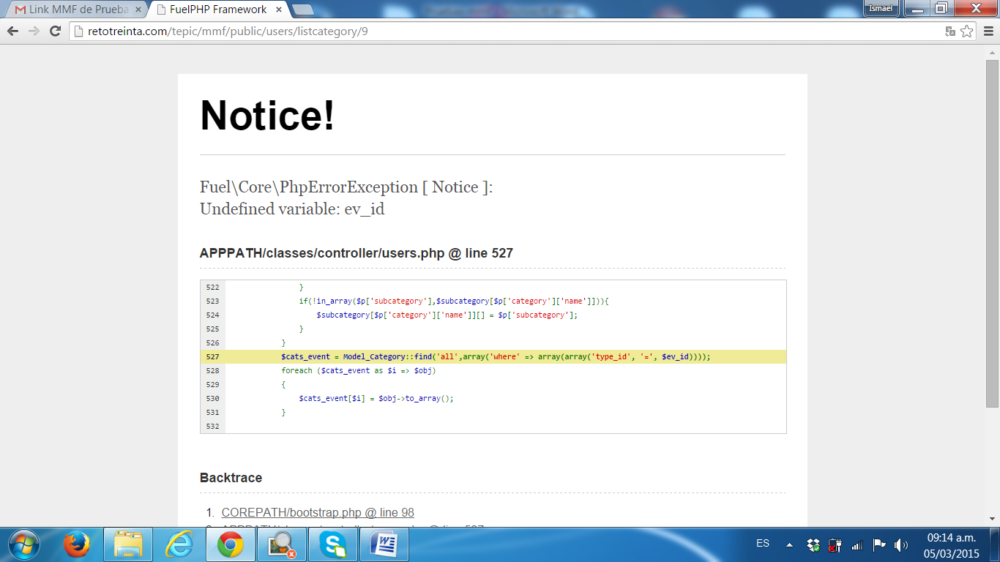 Link MMF de Prueba
FuelPHP Framework
Ismael
retotreinta.com/tepic/mmf/public/users/listcategory/9
Notice!
Fuel\Core\PhpErrorException [ Notice ]:
Undefined variable: ev_id
APPPATH/classes/controller/users.php @ line 527
522 }
523 if(!in_array($p['subcategory'],$subcategory[$p['category']['name']])){
524 $subcategory[$p['category']['name']][] = $p['subcategory'];
525 }
526 }
527 $cats_event = Model_Category::find('all',array('where' => array(array('type_id', '=', $ev_id))));
528 foreach ($cats_event as $i => $obj)
529 {
530 $cats_event[$i] = $obj->to_array();
531 }
532
Backtrace
1. COREPATH/bootstrap.php @ line 98
ES
09:14 a.m.
05/03/2015